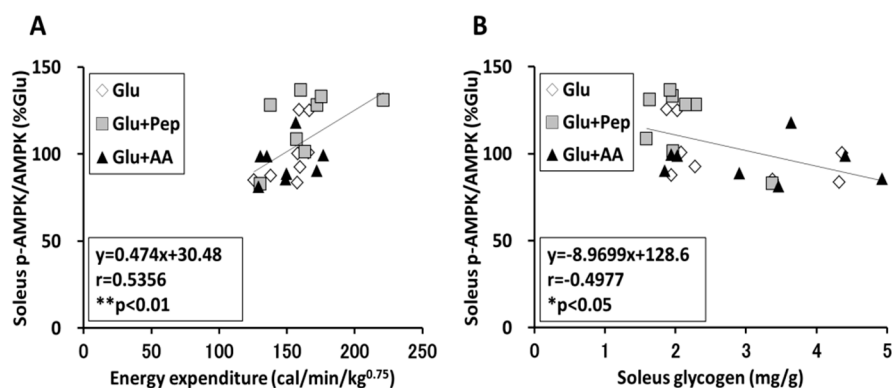 A
Soleus p-AMPK/AMPK (%Glu)
150
100
50
0
Glu
Glu+Pep
Glu+AA
y=0.474x+30.48
r=0.5356
**p<0.01
0 50 100 150 200 250
Energy expenditure (cal/min/kg0.75)
B
Soleus p-AMPK/AMPK (%Glu)
150
100
50
0
Glu
Glu+Pep
Glu+AA
y=-8.9699x+128.6
r=-0.4977
*p<0.05
0 1 2 3 4 5
Soleus glycogen (mg/g)